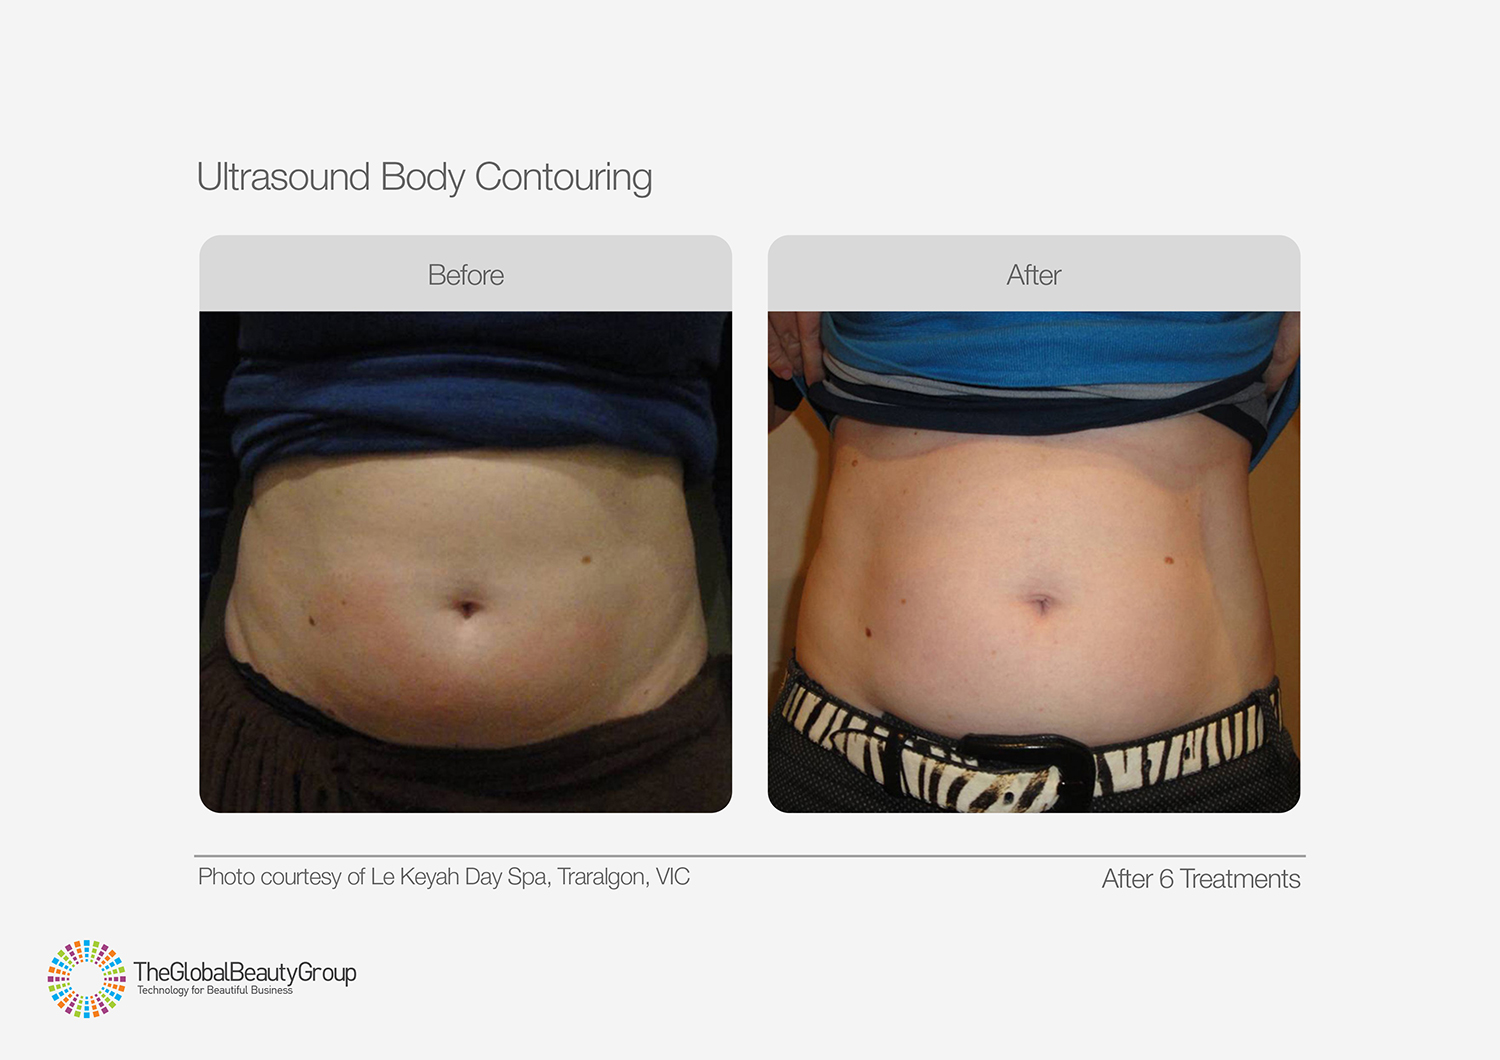 Ultrasound Body Contouring
Before
After
Photo courtesy of Le Keyah Day Spa, Traralgon, VIC
After 6 Treatments
TheGlobalBeautyGroup
Technology for Beautiful Business